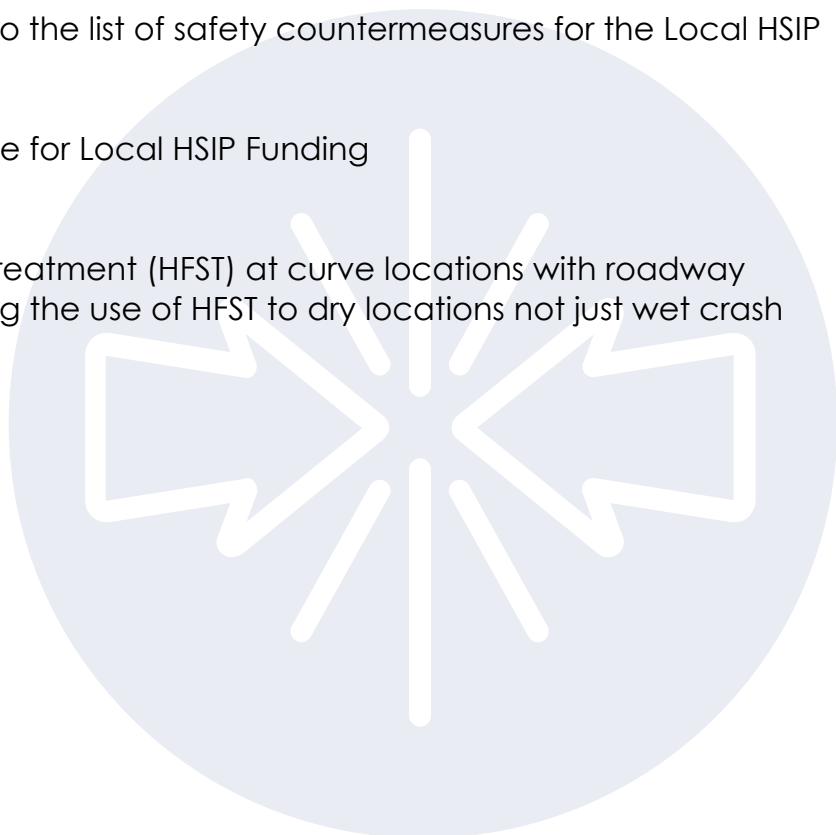 o the list of safety countermeasures for the Local HSIP
e for Local HSIP Funding
reatment (HFST) at curve locations with roadway
g the use of HFST to dry locations not just wet crash